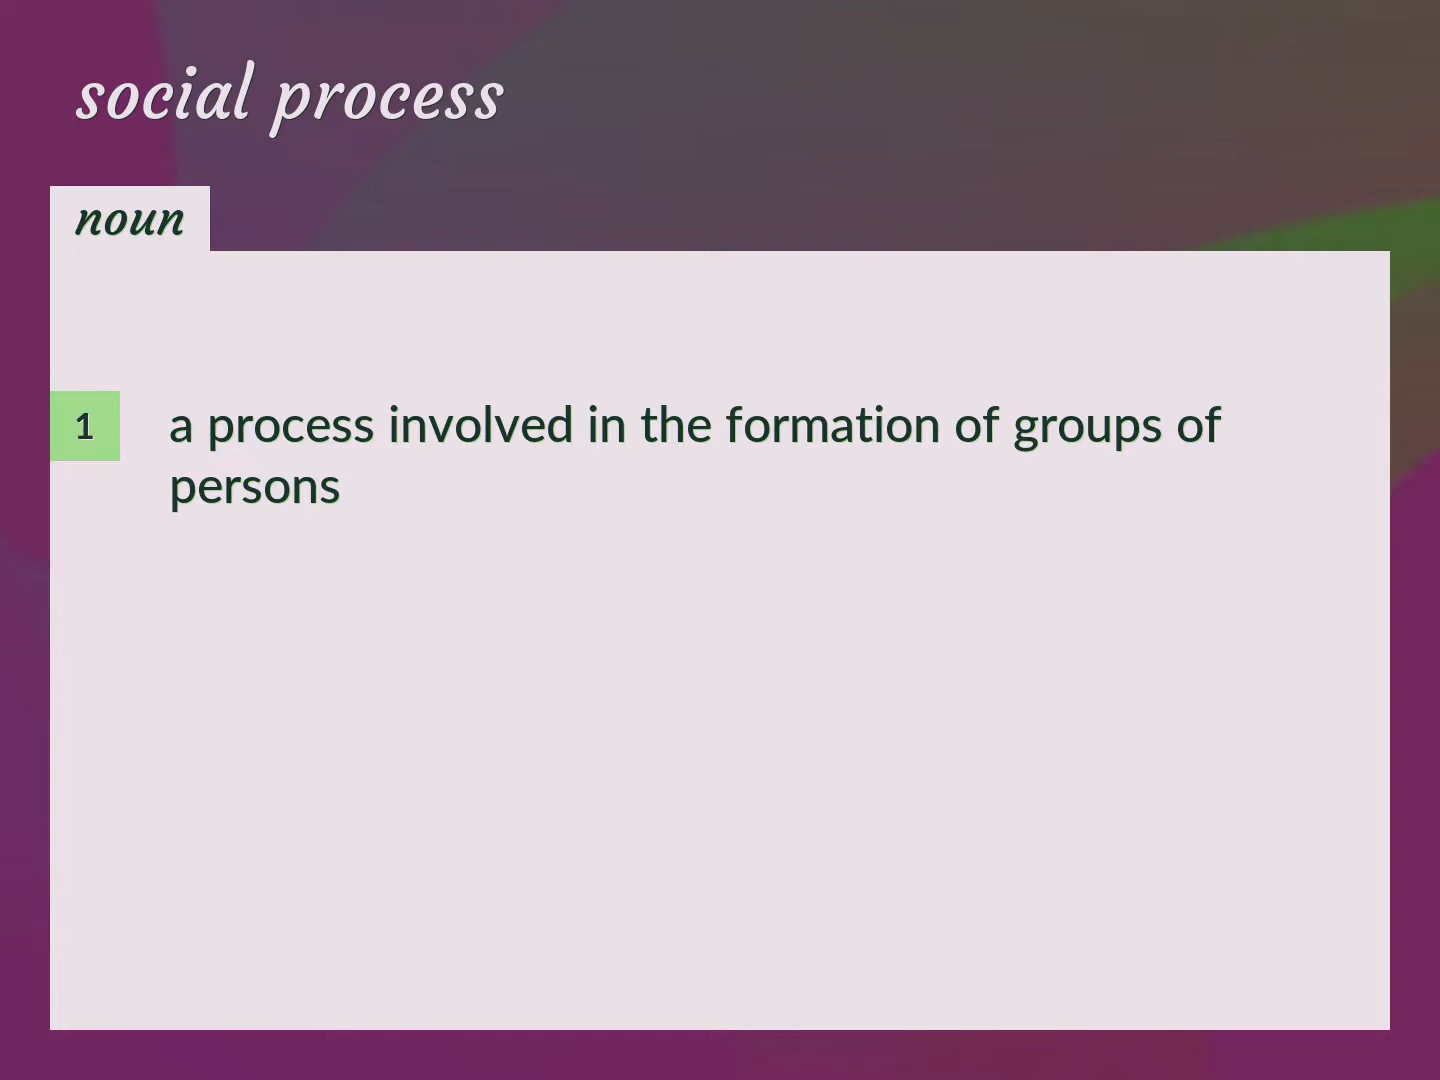 social process
noun
1 a process involved in the formation of groups of
persons